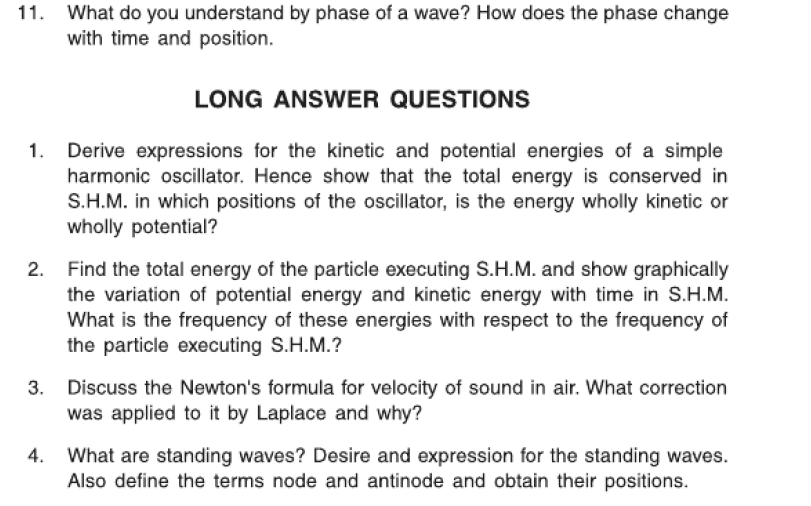 11. What do you understand by phase of a wave? How does the phase change
with time and position.
LONG ANSWER QUESTIONS
1. Derive expressions for the kinetic and potential energies of a simple
harmonic oscillator. Hence show that the total energy is conserved in
S.H.M. in which positions of the oscillator, is the energy wholly kinetic or
wholly potential?
2. Find the total energy of the particle executing S.H.M. and show graphically
the variation of potential energy and kinetic energy with time in S.H.M.
What is the frequency of these energies with respect to the frequency of
the particle executing S.H.M.?
3. Discuss the Newton's formula for velocity of sound in air. What correction
was applied to it by Laplace and why?
4. What are standing waves? Desire and expression for the standing waves.
Also define the terms node and antinode and obtain their positions.